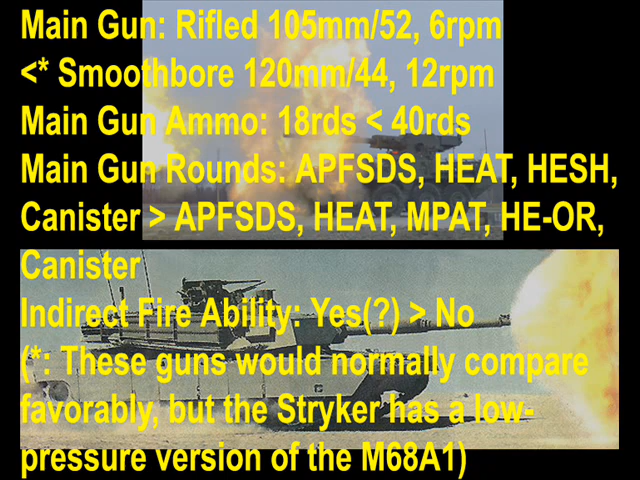 Main Gun: Rifled 105mm/52, 6rpm
<* Smoothbore 120mm/44, 12rpm
Main Gun Ammo: 18rds < 40rds
Main Gun Rounds: APFSDS, HEAT, HESH,
Canister > APFSDS, HEAT, MPAT, HE-OR,
Canister
Indirect Fire Ability: Yes(?) > No
(*: These guns would normally compare
favorably, but the Stryker has a low-
pressure version of the M68A1)